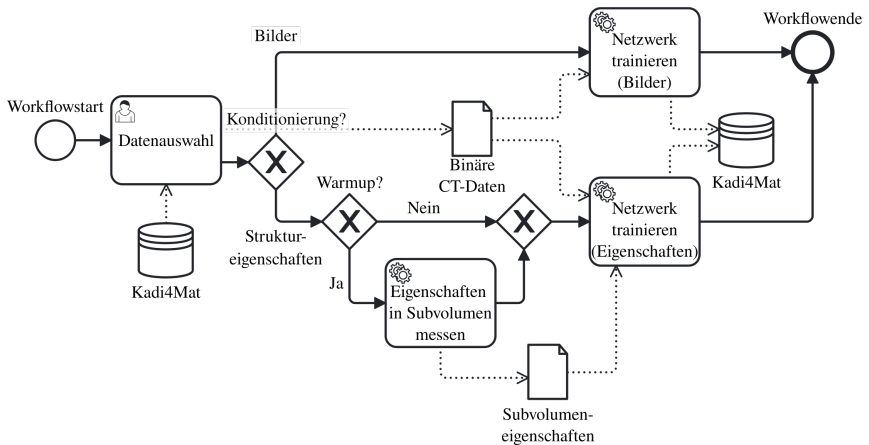 Bilder
Netzwerk
trainieren
(Bilder)
Workflowende
Workflowstart
Datenauswahl
Konditionierung?
X
Binäre
CT-Daten
Kadi4Mat
Kadi4Mat
Struktur-
eigenschaften
Warmup?
X
Nein
X
Netzwerk
trainieren
(Eigenschaften)
Ja
Eigenschaften
in Subvolumen
messen
Subvolumen-
eigenschaften